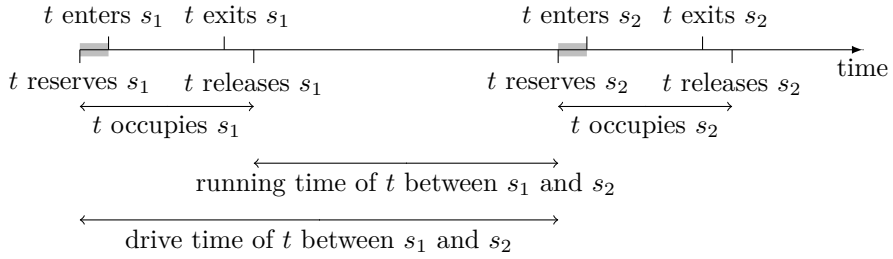 t enters s₁ t exits s₁ t enters s₂ t exits s₂
time
t reserves s₁ t releases s₁ t reserves s₂ t releases s₂
t occupies s₁ t occupies s₂
running time of t between s₁ and s₂
drive time of t between s₁ and s₂